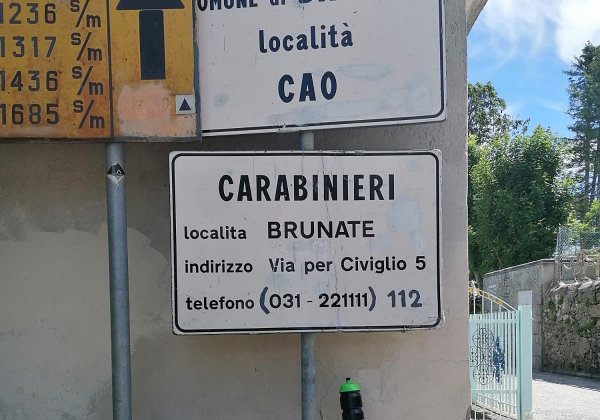 1236 s/m
1317 s/m
1436 s/m
1685 s/m
località
CAO
CARABINIERI
localita BRUNATE
indirizzo Via per Civiglio 5
telefono (031-221111) 112